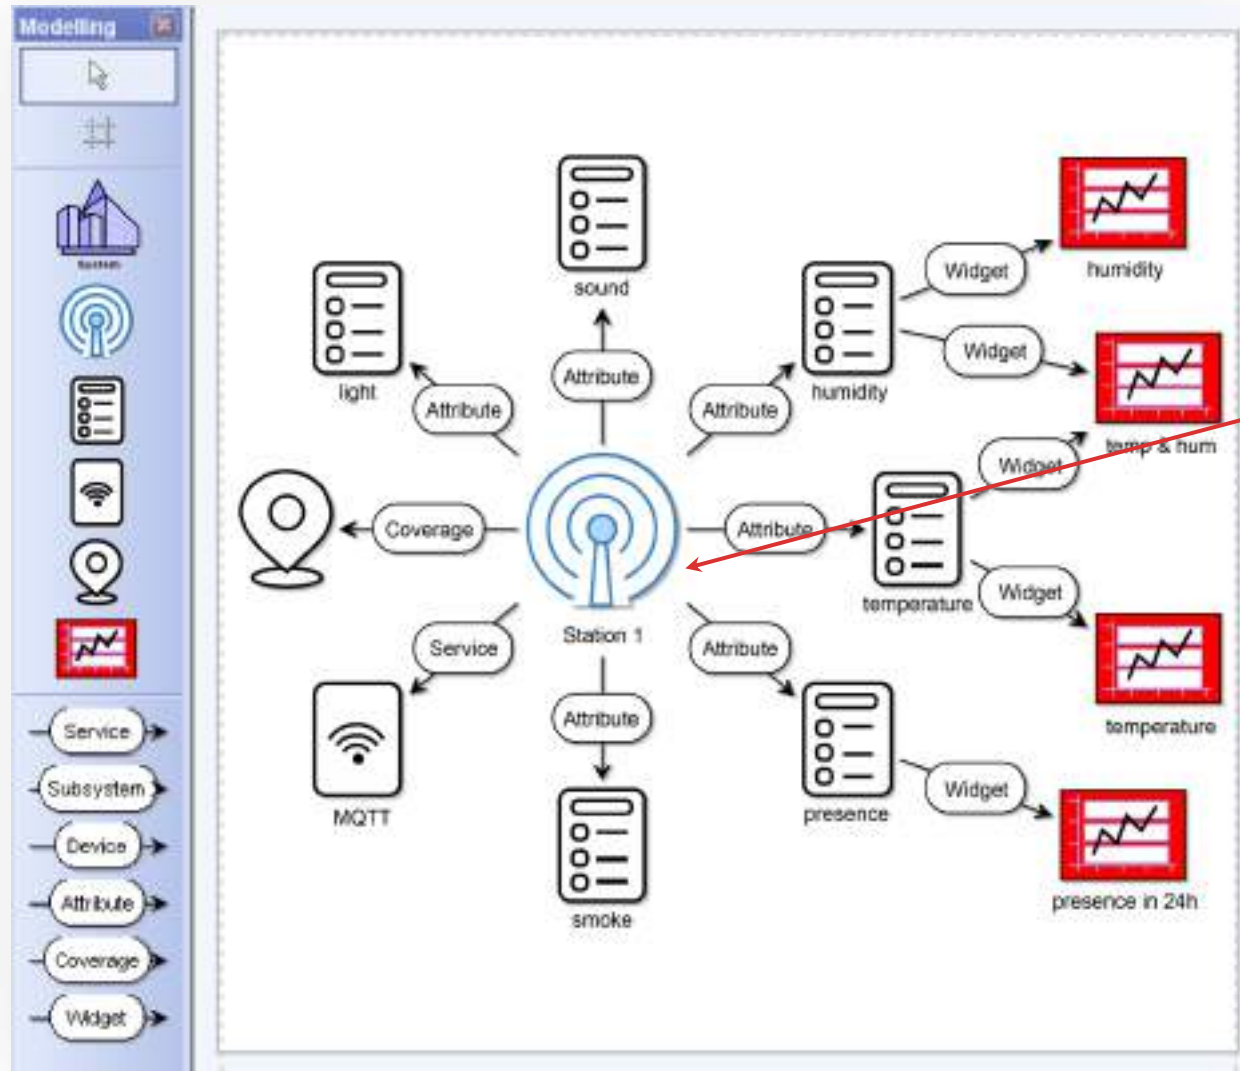 Modelling
System
Service
Subsystem
Device
Attribute
Coverage
Widget
sound
Attribute
light
Attribute
Attribute
humidity
Widget
humidity
Widget
temp & hum
Widget
Coverage
Attribute
temperature
Widget
temperature
Station 1
Service
MQTT
Attribute
smoke
Attribute
presence
Widget
presence in 24h